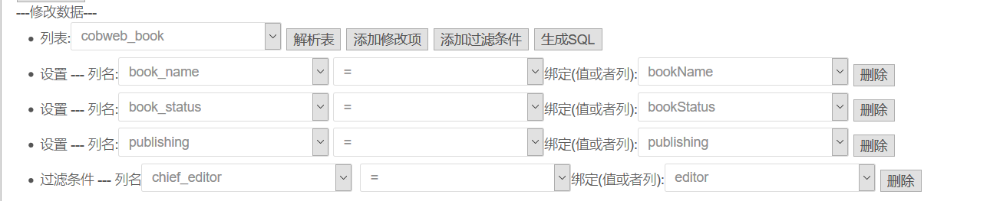 ---修改数据---
列表: cobweb_book 解析表 添加修改项 添加过滤条件 生成SQL
设置 --- 列名: book_name = 绑定(值或者列): bookName 删除
设置 --- 列名: book_status = 绑定(值或者列): bookStatus 删除
设置 --- 列名: publishing = 绑定(值或者列): publishing 删除
过滤条件 --- 列名 chief_editor = 绑定(值或者列): editor 删除